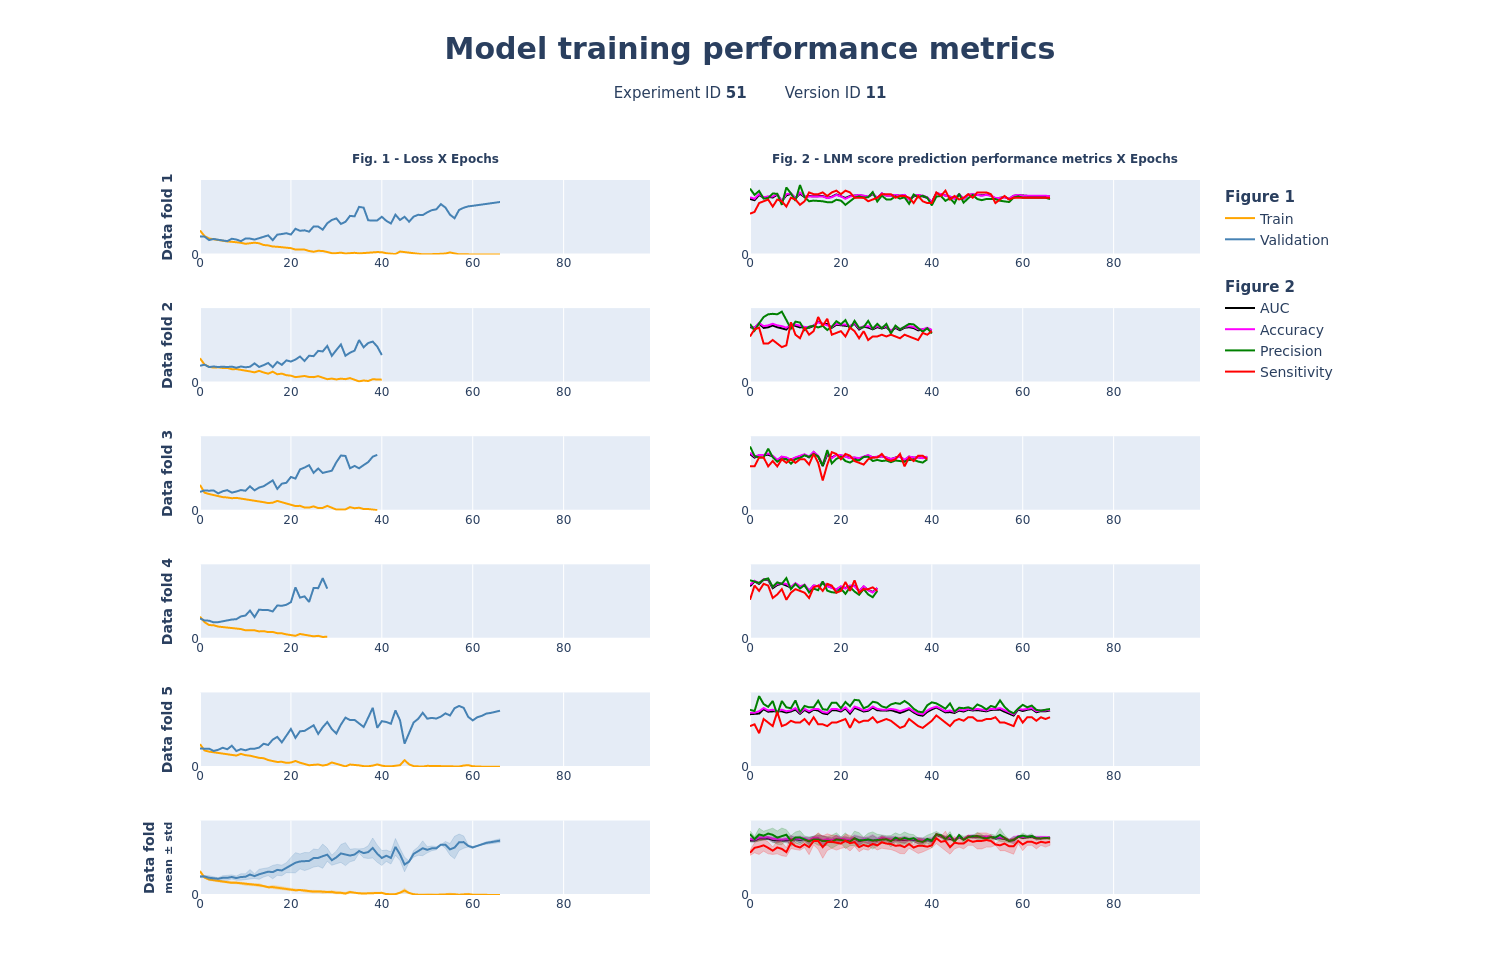 Model training performance metrics
Experiment ID 51 Version ID 11
Fig. 1 - Loss X Epochs
Fig. 2 - LNM score prediction performance metrics X Epochs
Data fold 1
0
0 20 40 60 80
0
0 20 40 60 80
Figure 1
Train
Validation
Figure 2
AUC
Accuracy
Precision
Sensitivity
Data fold 2
0
0 20 40 60 80
0
0 20 40 60 80
Data fold 3
0
0 20 40 60 80
0
0 20 40 60 80
Data fold 4
0
0 20 40 60 80
0
0 20 40 60 80
Data fold 5
0
0 20 40 60 80
0
0 20 40 60 80
Data fold
mean ± std
0
0 20 40 60 80
0
0 20 40 60 80